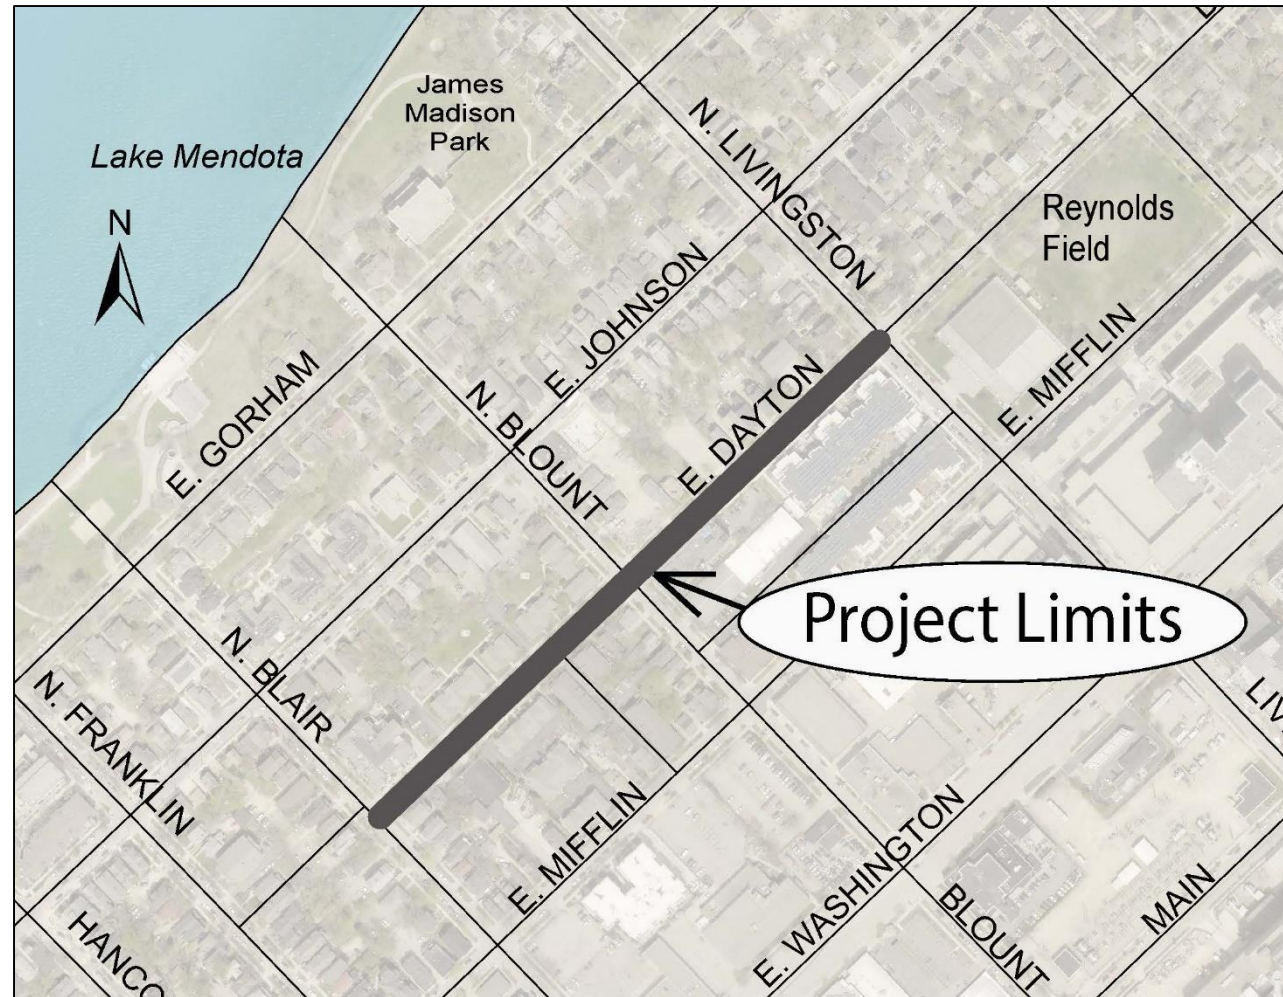 James
Madison
Park
Lake Mendota
N
N. LIVINGSTON
Reynolds
Field
E. JOHNSON
E. GORHAM
N. BLOUNT
E. DAYTON
E. MIFFLIN
Project Limits
N. BLAIR
N. FRANKLIN
E. MIFFLIN
E. WASHINGTON
BLOUNT
MAIN
HANCO